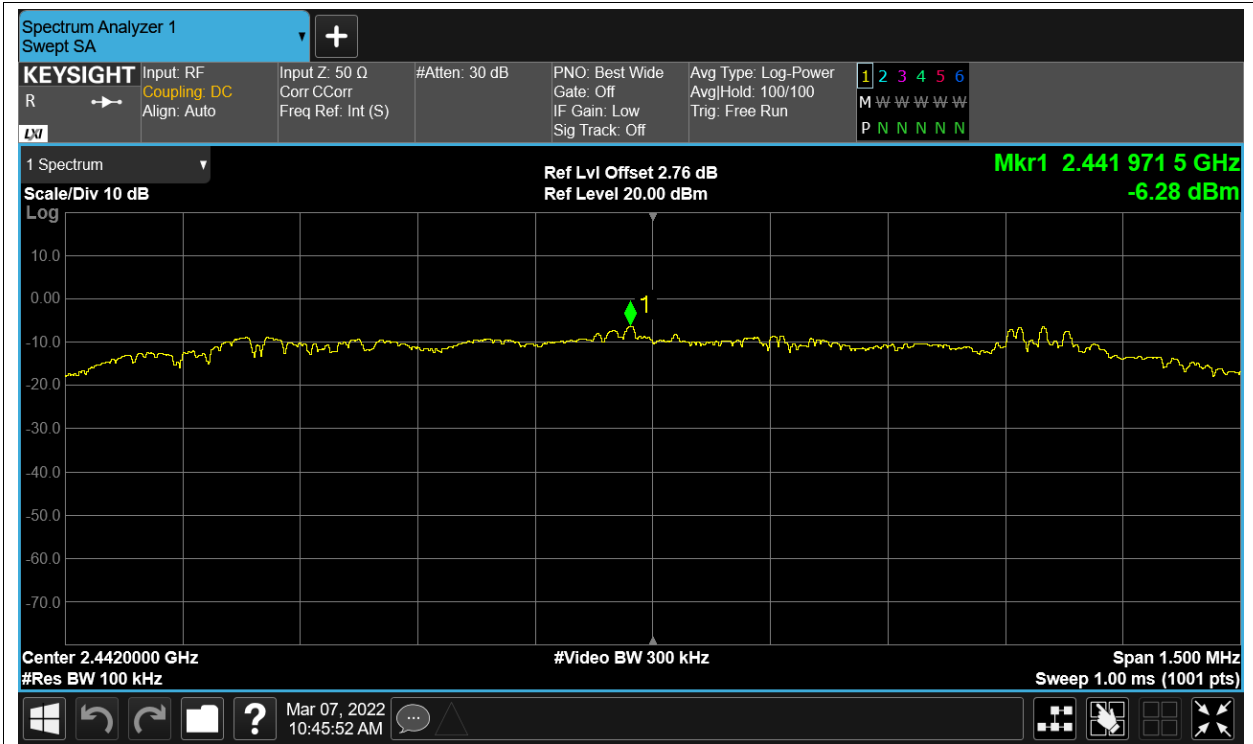 Spectrum Analyzer 1
Swept SA
KEYSIGHT
R
LXI
Input: RF
Coupling: DC
Align: Auto
Input Z: 50 Ω
Corr CCorr
Freq Ref: Int (S)
#Atten: 30 dB
PNO: Best Wide
Gate: Off
IF Gain: Low
Sig Track: Off
Avg Type: Log-Power
Avg|Hold: 100/100
Trig: Free Run
1 2 3 4 5 6
M W W W W W
P N N N N N
1 Spectrum
Scale/Div 10 dB
Log
Ref Lvl Offset 2.76 dB
Ref Level 20.00 dBm
Mkr1 2.441 971 5 GHz
-6.28 dBm
10.0
0.00
1
-10.0
-20.0
-30.0
-40.0
-50.0
-60.0
-70.0
Center 2.4420000 GHz
#Res BW 100 kHz
#Video BW 300 kHz
Span 1.500 MHz
Sweep 1.00 ms (1001 pts)
?
Mar 07, 2022
10:45:52 AM